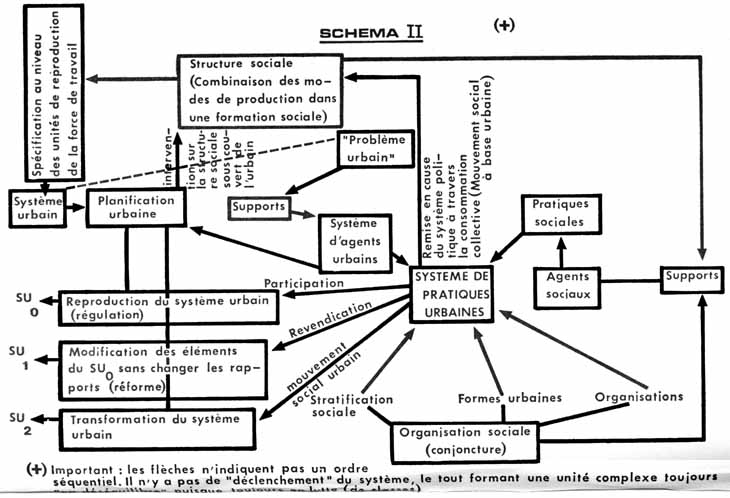 SCHEMA II
(+)
Spécification au niveau
des unités de reproduction
de la force de travail
Structure sociale
(Combinaison des mo-
des de production dans
une formation sociale)
interven-
tion sur
la structu-
re sociale
sous cou-
vert de
l'urbain
"Problème
urbain"
Remise en cause
du système poli-
tique à travers
la consommation
collective (Mouvement social
à base urbaine)
Système
urbain
Planification
urbaine
Supports
Système
d'agents
urbains
Pratiques
sociales
SYSTEME DE
PRATIQUES
URBAINES
Agents
sociaux
Supports
Participation
SU
0
Reproduction du système urbain
(régulation)
Revendication
SU
1
Modification des éléments
du SU0 sans changer les rap-
ports (réforme)
mouvement
social urbain
SU
2
Transformation du système
urbain
Stratification
sociale
Formes urbaines
Organisations
Organisation sociale
(conjoncture)
(+) Important : les flèches n'indiquent pas un ordre
séquentiel. Il n'y a pas de "déclenchement" du système, le tout formant une unité complexe toujours